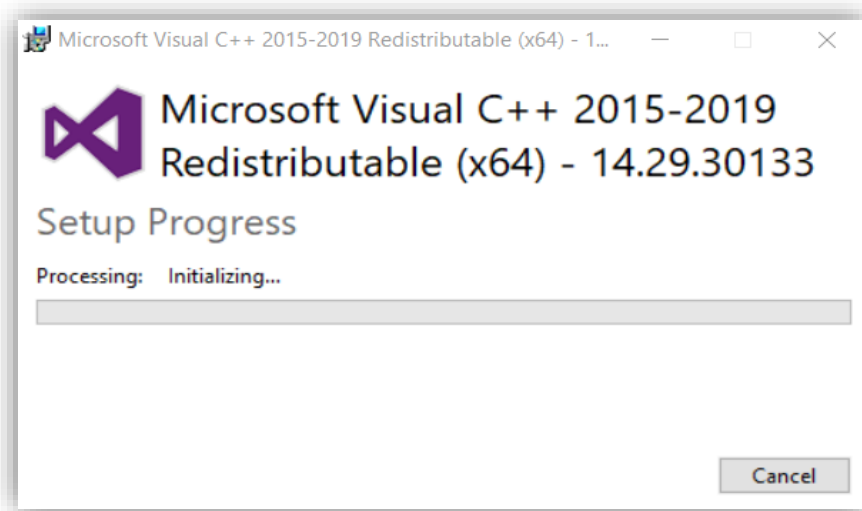 Microsoft Visual C++ 2015-2019 Redistributable (x64) - 1...
Microsoft Visual C++ 2015-2019
Redistributable (x64) - 14.29.30133
Setup Progress
Processing: Initializing...
Cancel